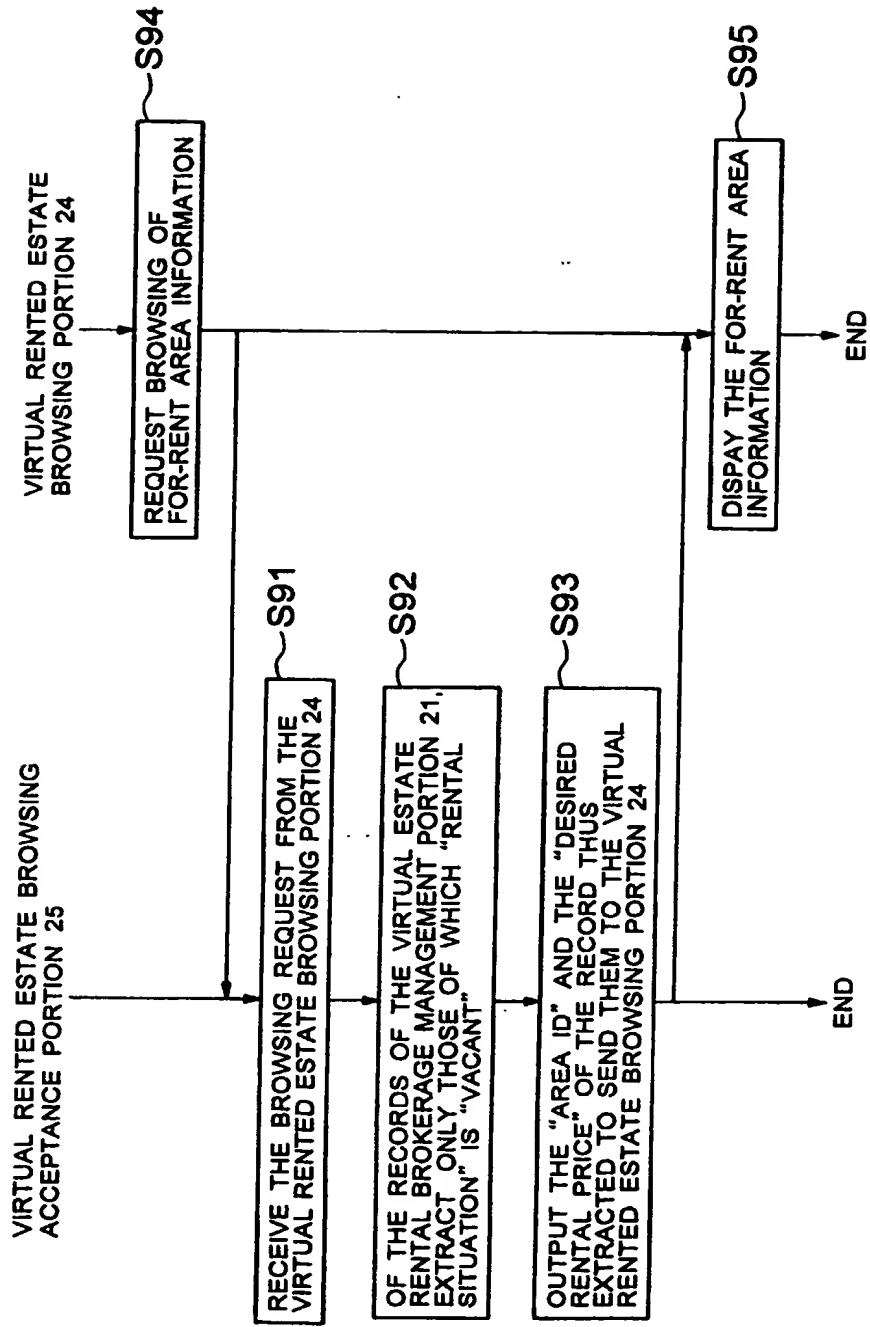 VIRTUAL RENTED ESTATE BROWSING
ACCEPTANCE PORTION 25
RECEIVE THE BROWSING REQUEST FROM THE
VIRTUAL RENTED ESTATE BROWSING PORTION 24
S91
OF THE RECORDS OF THE VIRTUAL ESTATE
RENTAL BROKERAGE MANAGEMENT PORTION 21,
EXTRACT ONLY THOSE OF WHICH “RENTAL
SITUATION” IS “VACANT”
S92
OUTPUT THE “AREA ID” AND THE “DESIRED
RENTAL PRICE” OF THE RECORD THUS
EXTRACTED TO SEND THEM TO THE VIRTUAL
RENTED ESTATE BROWSING PORTION 24
S93
END
VIRTUAL RENTED ESTATE
BROWSING PORTION 24
REQUEST BROWSING OF
FOR-RENT AREA INFORMATION
S94
DISPAY THE FOR-RENT AREA
INFORMATION
S95
END